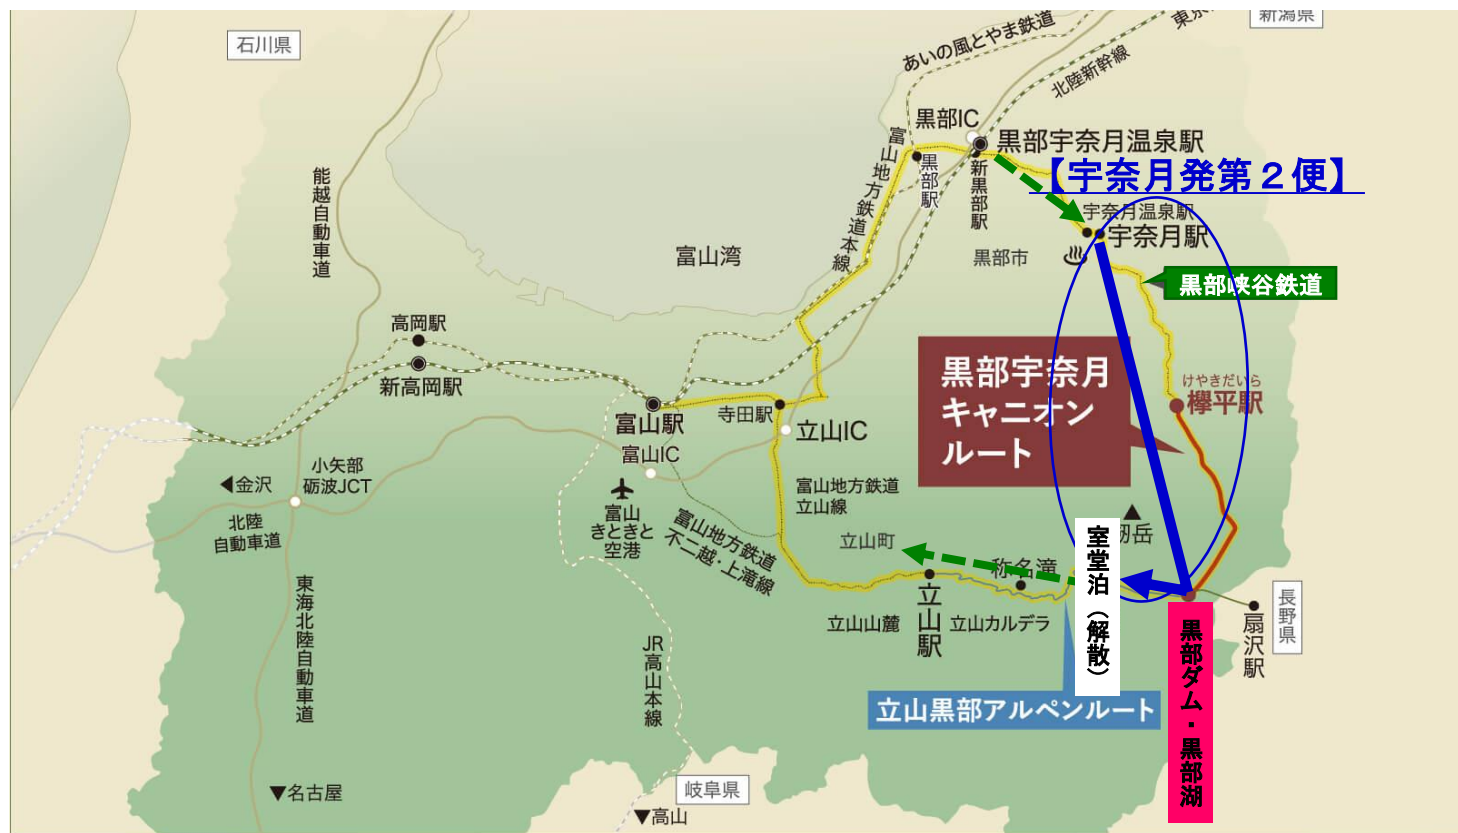 石川県
新潟県
東京
あいの風とやま鉄道
北陸新幹線
黒部IC
黒部宇奈月温泉駅
【宇奈月発第２便】
富山地方鉄道本線
黒部駅
新黒部駅
能越自動車道
宇奈月温泉駅
宇奈月駅
富山湾
黒部市
黒部峡谷鉄道
高岡駅
新高岡駅
黒部宇奈月
キャニオン
ルート
けやきだいら
欅平駅
富山駅
寺田駅
立山IC
富山IC
小矢部
砺波JCT
金沢
北陸
自動車道
富山
きときと
空港
富山地方鉄道
立山線
富山地方鉄道
不二越・上滝線
立山町
剱岳
室堂泊（解散）
称名滝
立山駅
立山山麓
立山カルデラ
東海北陸自動車道
JR高山本線
長野県
扇沢駅
黒部ダム・黒部湖
立山黒部アルペンルート
岐阜県
▼名古屋
▼高山